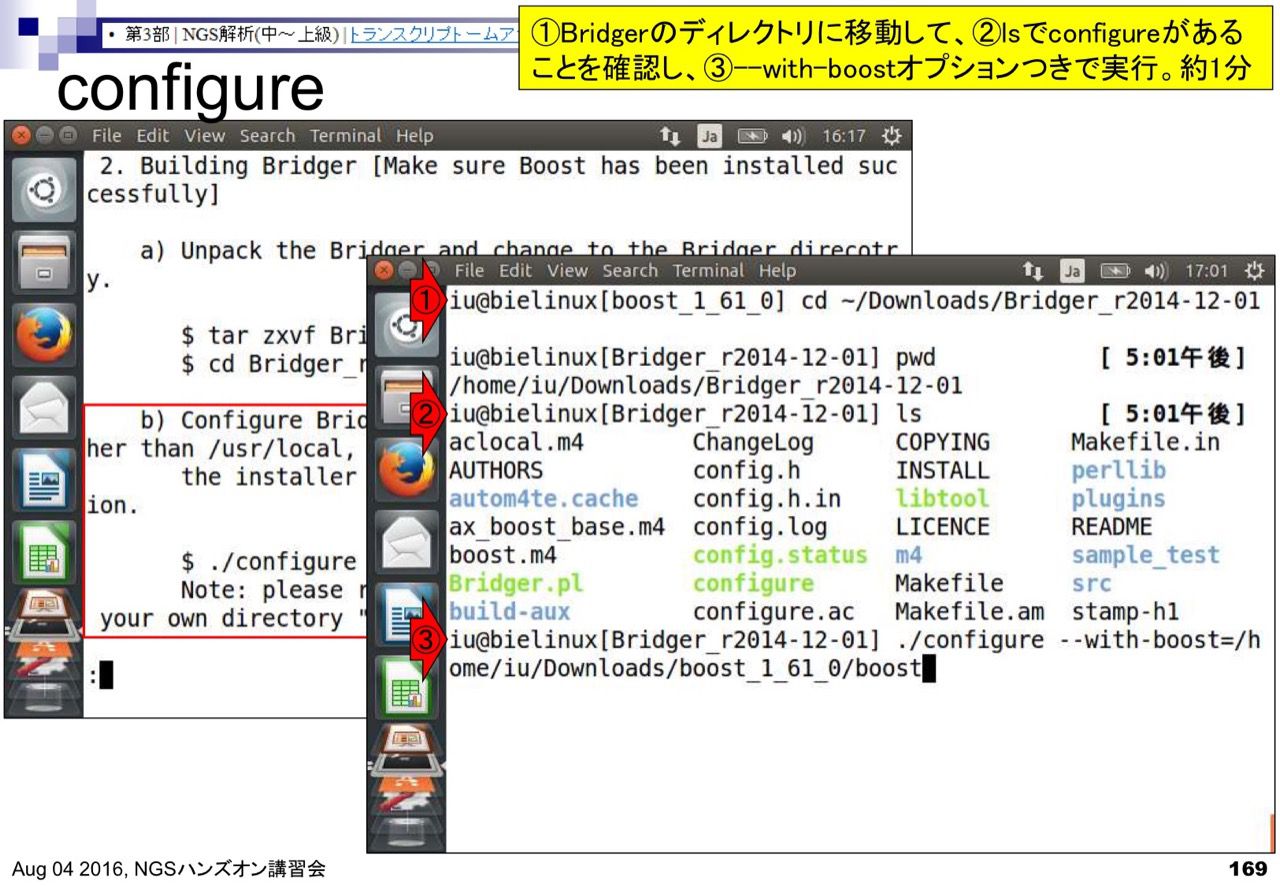 • 第3部 | NGS解析(中～上級) | トランスクリプトームア
①Bridgerのディレクトリに移動して、②lsでconfigureがある
ことを確認し、③--with-boostオプションつきで実行。約1分
configure
File Edit View Search Terminal Help
Ja
16:17
2. Building Bridger [Make sure Boost has been installed suc
cessfully]
a) Unpack the Bridger and change to the Bridger direcotr
y.
$ tar zxvf Bri
$ cd Bridger_r
b) Configure Brid
her than /usr/local,
the installer
ion.
$ ./configure
Note: please r
your own directory "
:
File Edit View Search Terminal Help
Ja
17:01
① iu@bielinux[boost_1_61_0] cd ~/Downloads/Bridger_r2014-12-01
iu@bielinux[Bridger_r2014-12-01] pwd [ 5:01午後]
/home/iu/Downloads/Bridger_r2014-12-01
② iu@bielinux[Bridger_r2014-12-01] ls [ 5:01午後]
aclocal.m4 ChangeLog COPYING Makefile.in
AUTHORS config.h INSTALL perllib
autom4te.cache config.h.in libtool plugins
ax_boost_base.m4 config.log LICENCE README
boost.m4 config.status m4 sample_test
Bridger.pl configure Makefile src
build-aux configure.ac Makefile.am stamp-h1
③ iu@bielinux[Bridger_r2014-12-01] ./configure --with-boost=/h
ome/iu/Downloads/boost_1_61_0/boost
Aug 04 2016, NGSハンズオン講習会
169